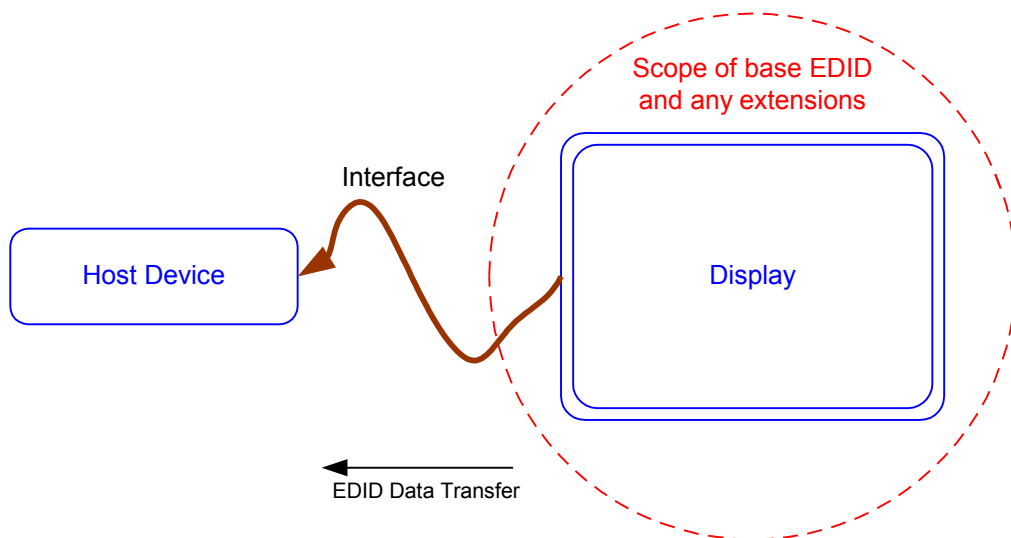 Scope of base EDID
and any extensions
Interface
Host Device
Display
EDID Data Transfer